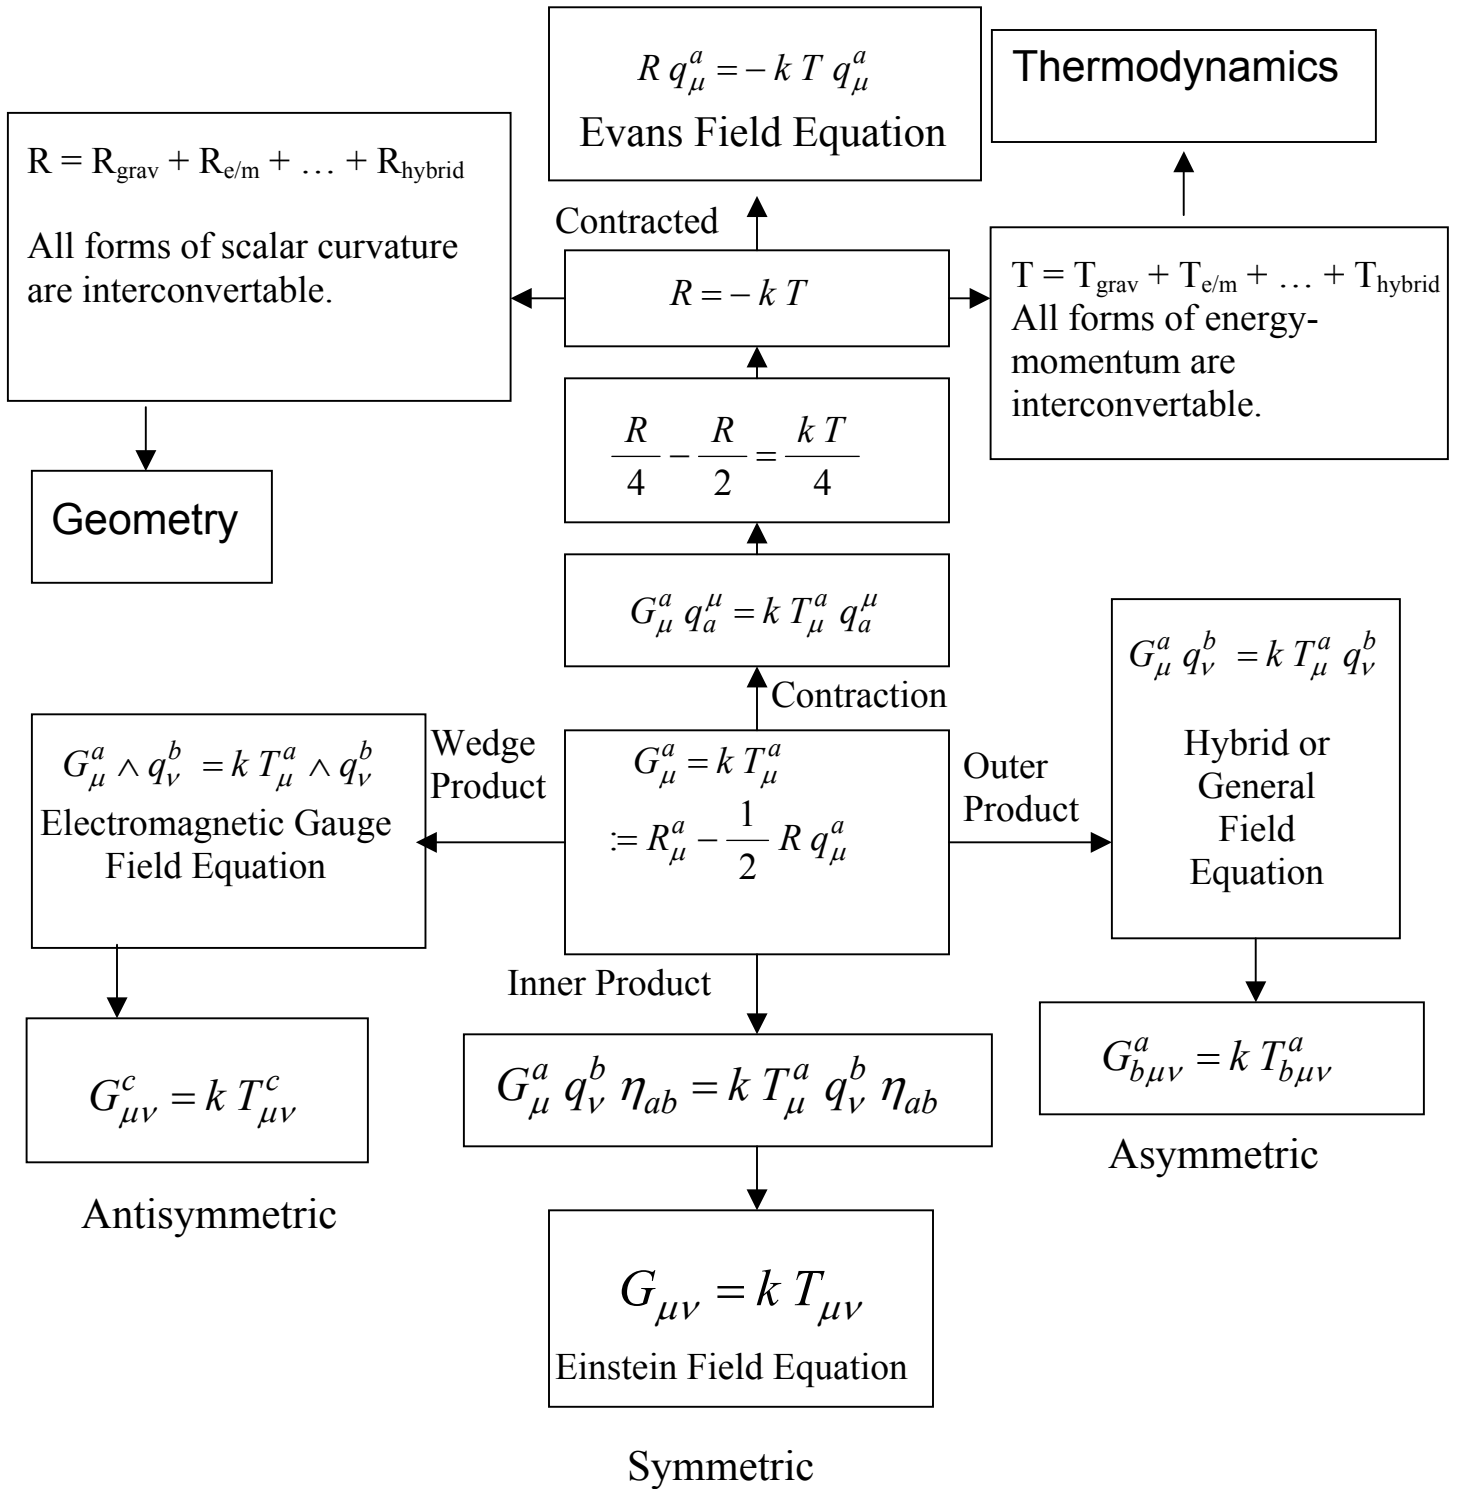 R q^a_μ = − k T q^a_μ
Evans Field Equation
Thermodynamics
R = R_grav + R_e/m + … + R_hybrid
All forms of scalar curvature
are interconvertable.
Contracted
R = − k T
T = T_grav + T_e/m + … + T_hybrid
All forms of energy-
momentum are
interconvertable.
R/4 − R/2 = k T/4
Geometry
G^a_μ q^μ_a = k T^a_μ q^μ_a
Contraction
G^a_μ q^b_ν = k T^a_μ q^b_ν
Hybrid or
General
Field
Equation
G^a_μ ∧ q^b_ν = k T^a_μ ∧ q^b_ν
Electromagnetic Gauge
Field Equation
Wedge
Product
G^a_μ = k T^a_μ
:= R^a_μ − 1/2 R q^a_μ
Outer
Product
Inner Product
G^c_μν = k T^c_μν
Antisymmetric
G^a_μ q^b_ν η_ab = k T^a_μ q^b_ν η_ab
G^a_bμν = k T^a_bμν
Asymmetric
G_μν = k T_μν
Einstein Field Equation
Symmetric